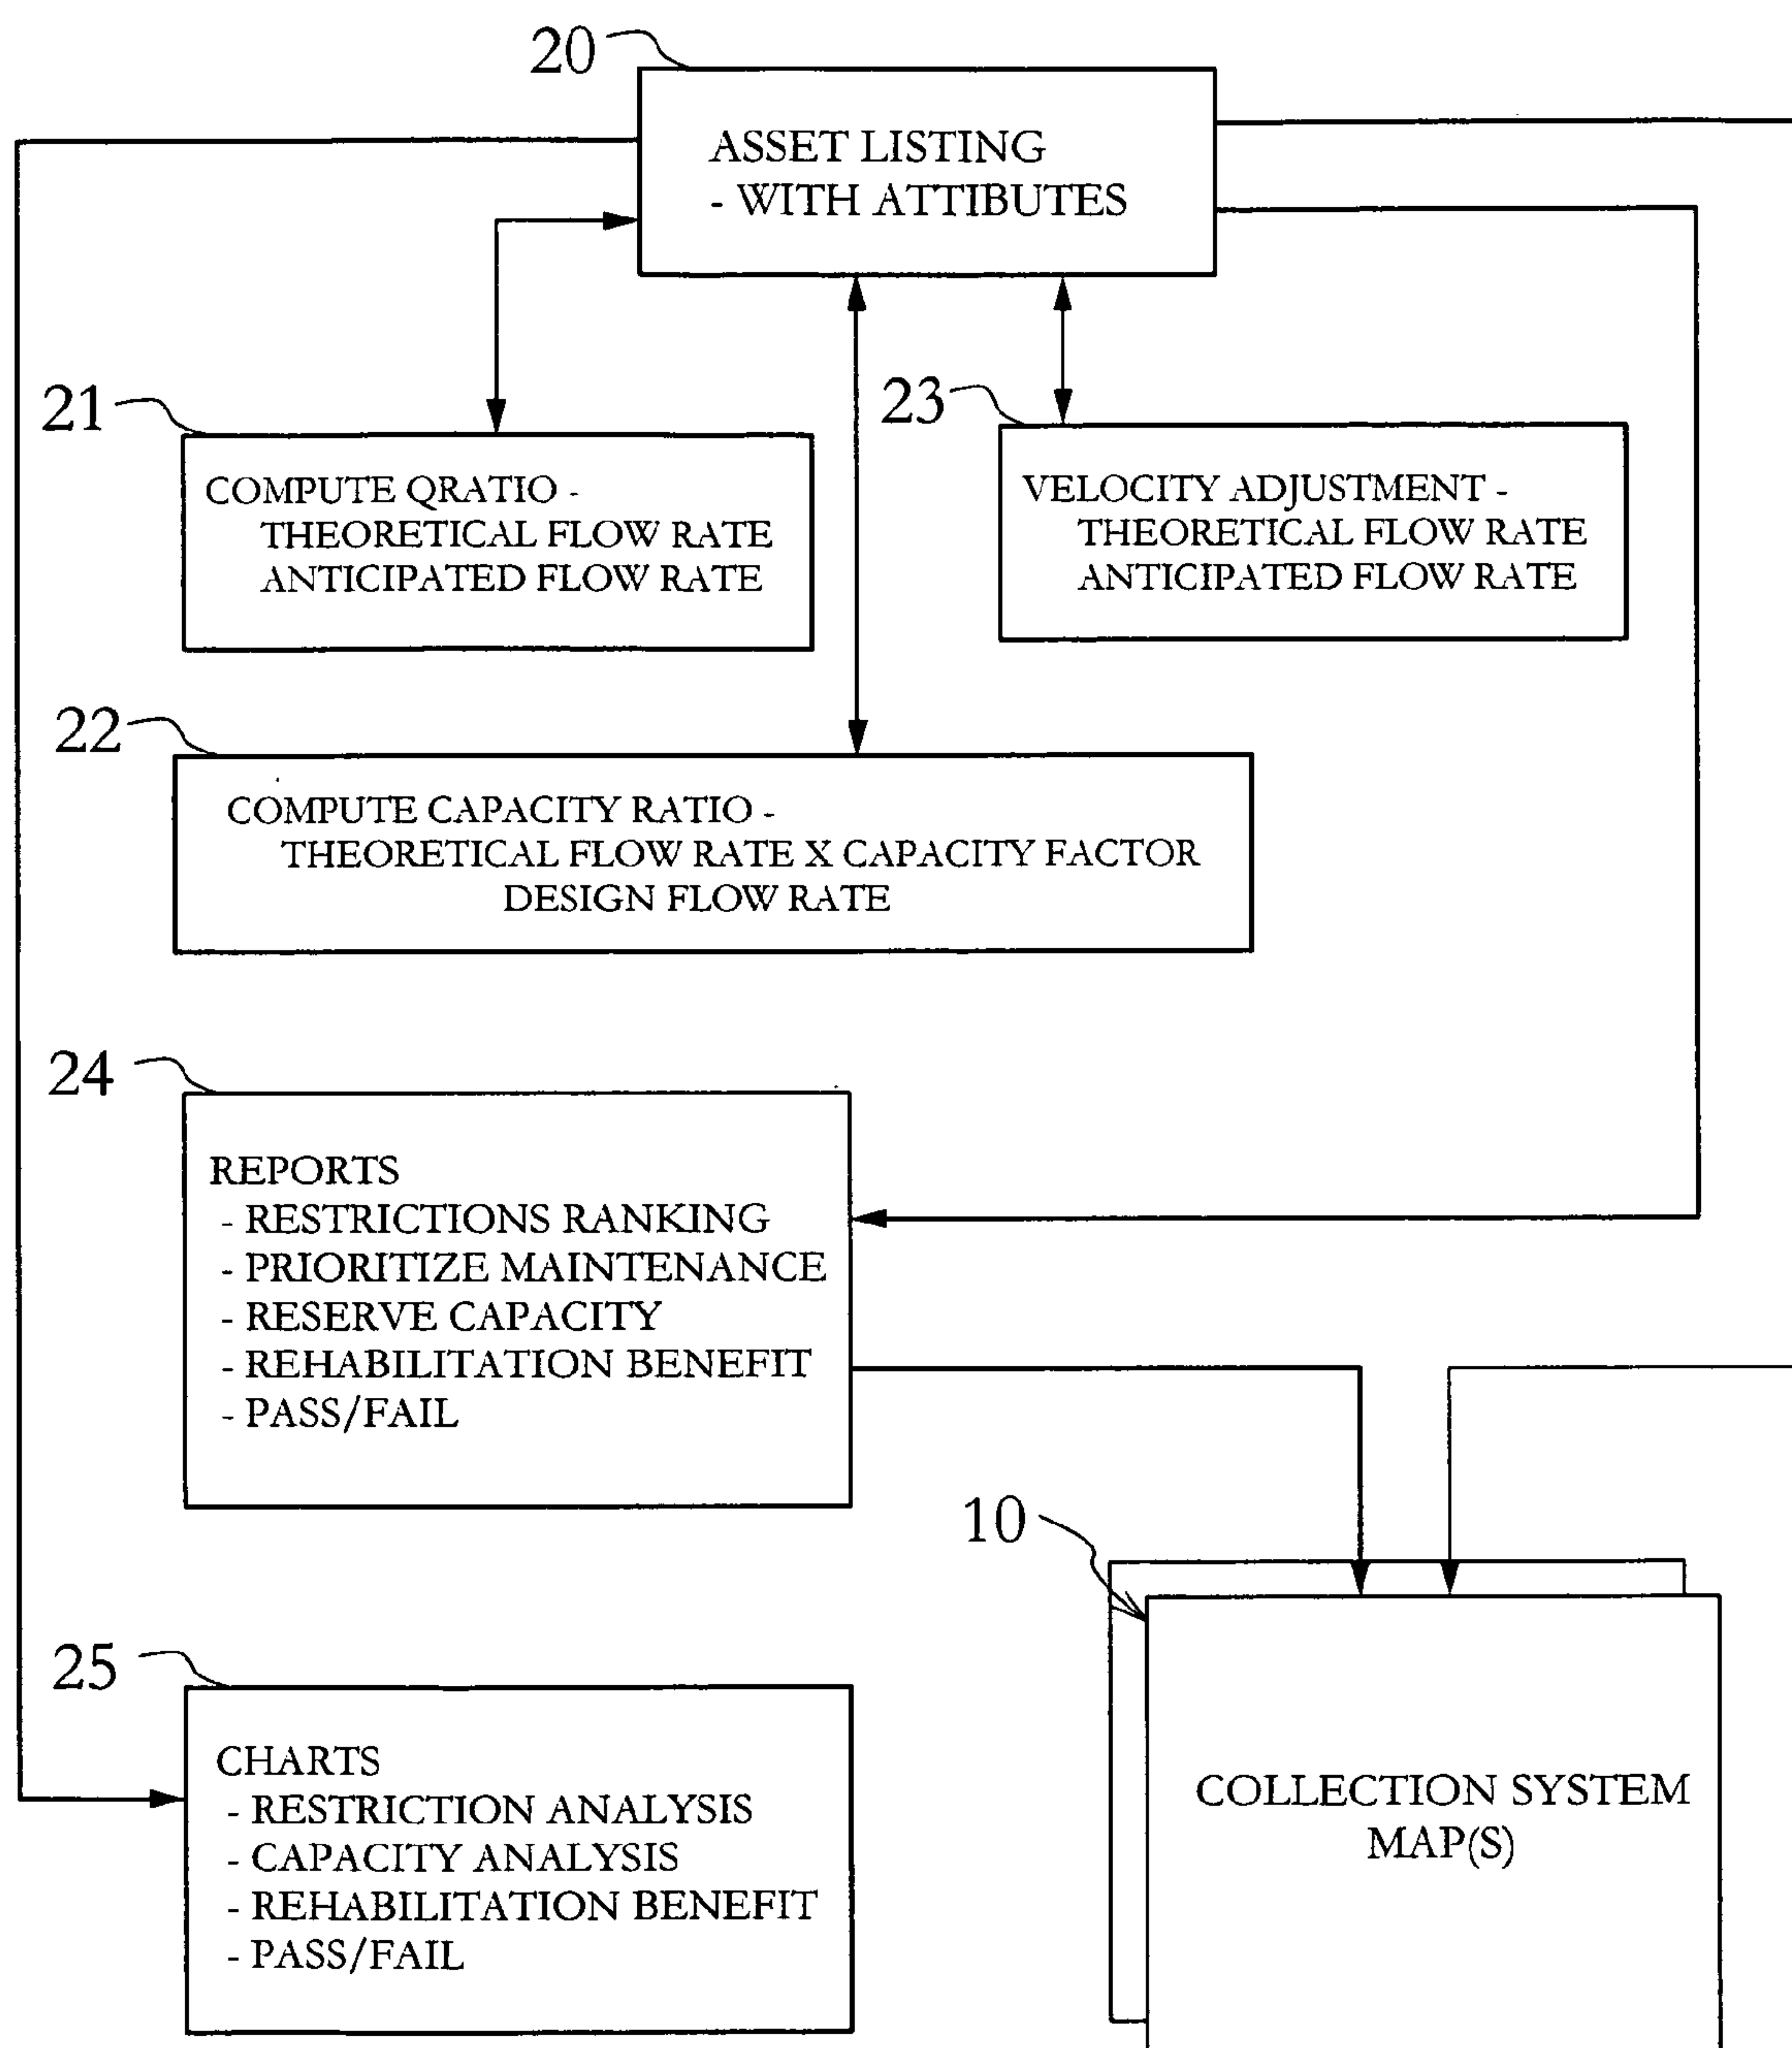 20
ASSET LISTING
- WITH ATTIBUTES
21
COMPUTE QRATIO -
THEORETICAL FLOW RATE
ANTICIPATED FLOW RATE
23
VELOCITY ADJUSTMENT -
THEORETICAL FLOW RATE
ANTICIPATED FLOW RATE
22
COMPUTE CAPACITY RATIO -
THEORETICAL FLOW RATE X CAPACITY FACTOR
DESIGN FLOW RATE
24
REPORTS
- RESTRICTIONS RANKING
- PRIORITIZE MAINTENANCE
- RESERVE CAPACITY
- REHABILITATION BENEFIT
- PASS/FAIL
10
COLLECTION SYSTEM
MAP(S)
25
CHARTS
- RESTRICTION ANALYSIS
- CAPACITY ANALYSIS
- REHABILITATION BENEFIT
- PASS/FAIL